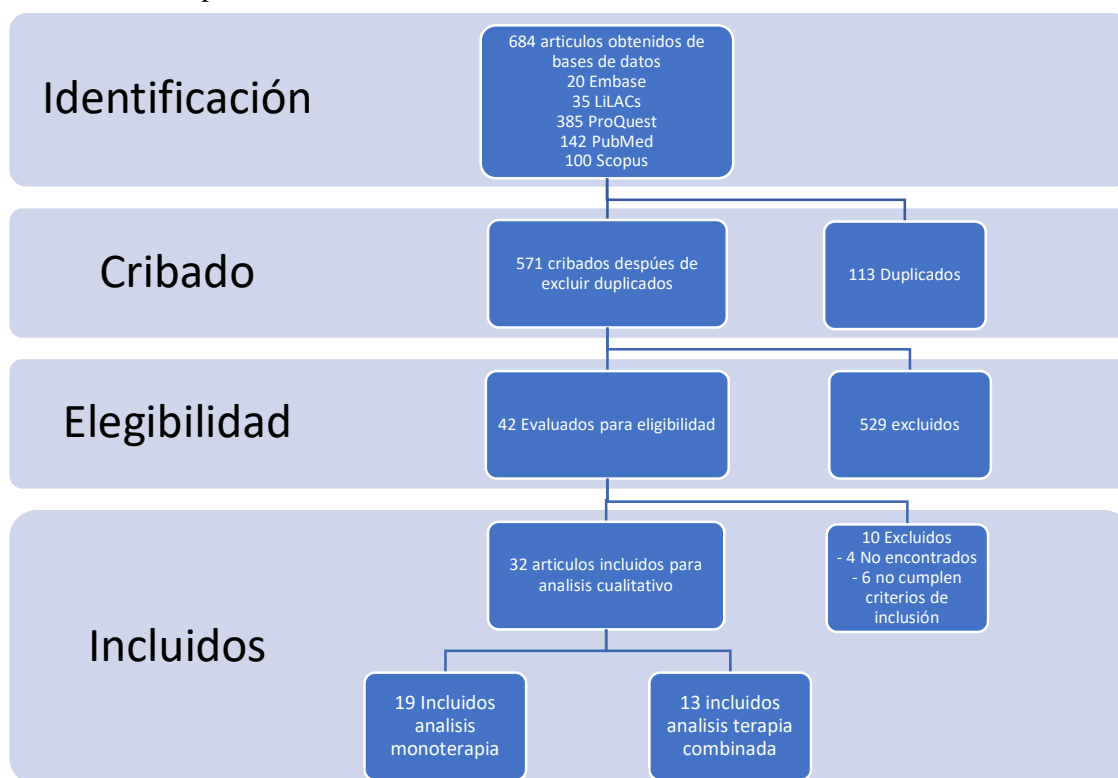 Identificación
684 articulos obtenidos de
bases de datos
20 Embase
35 LiLACs
385 ProQuest
142 PubMed
100 Scopus
Cribado
571 cribados despúes de
excluir duplicados
113 Duplicados
Elegibilidad
42 Evaluados para eligibilidad
529 excluidos
Incluidos
32 articulos incluidos para
analisis cualitativo
10 Excluidos
- 4 No encontrados
- 6 no cumplen
criterios de
inclusión
19 Incluidos
analisis
monoterapia
13 incluidos
analisis terapia
combinada